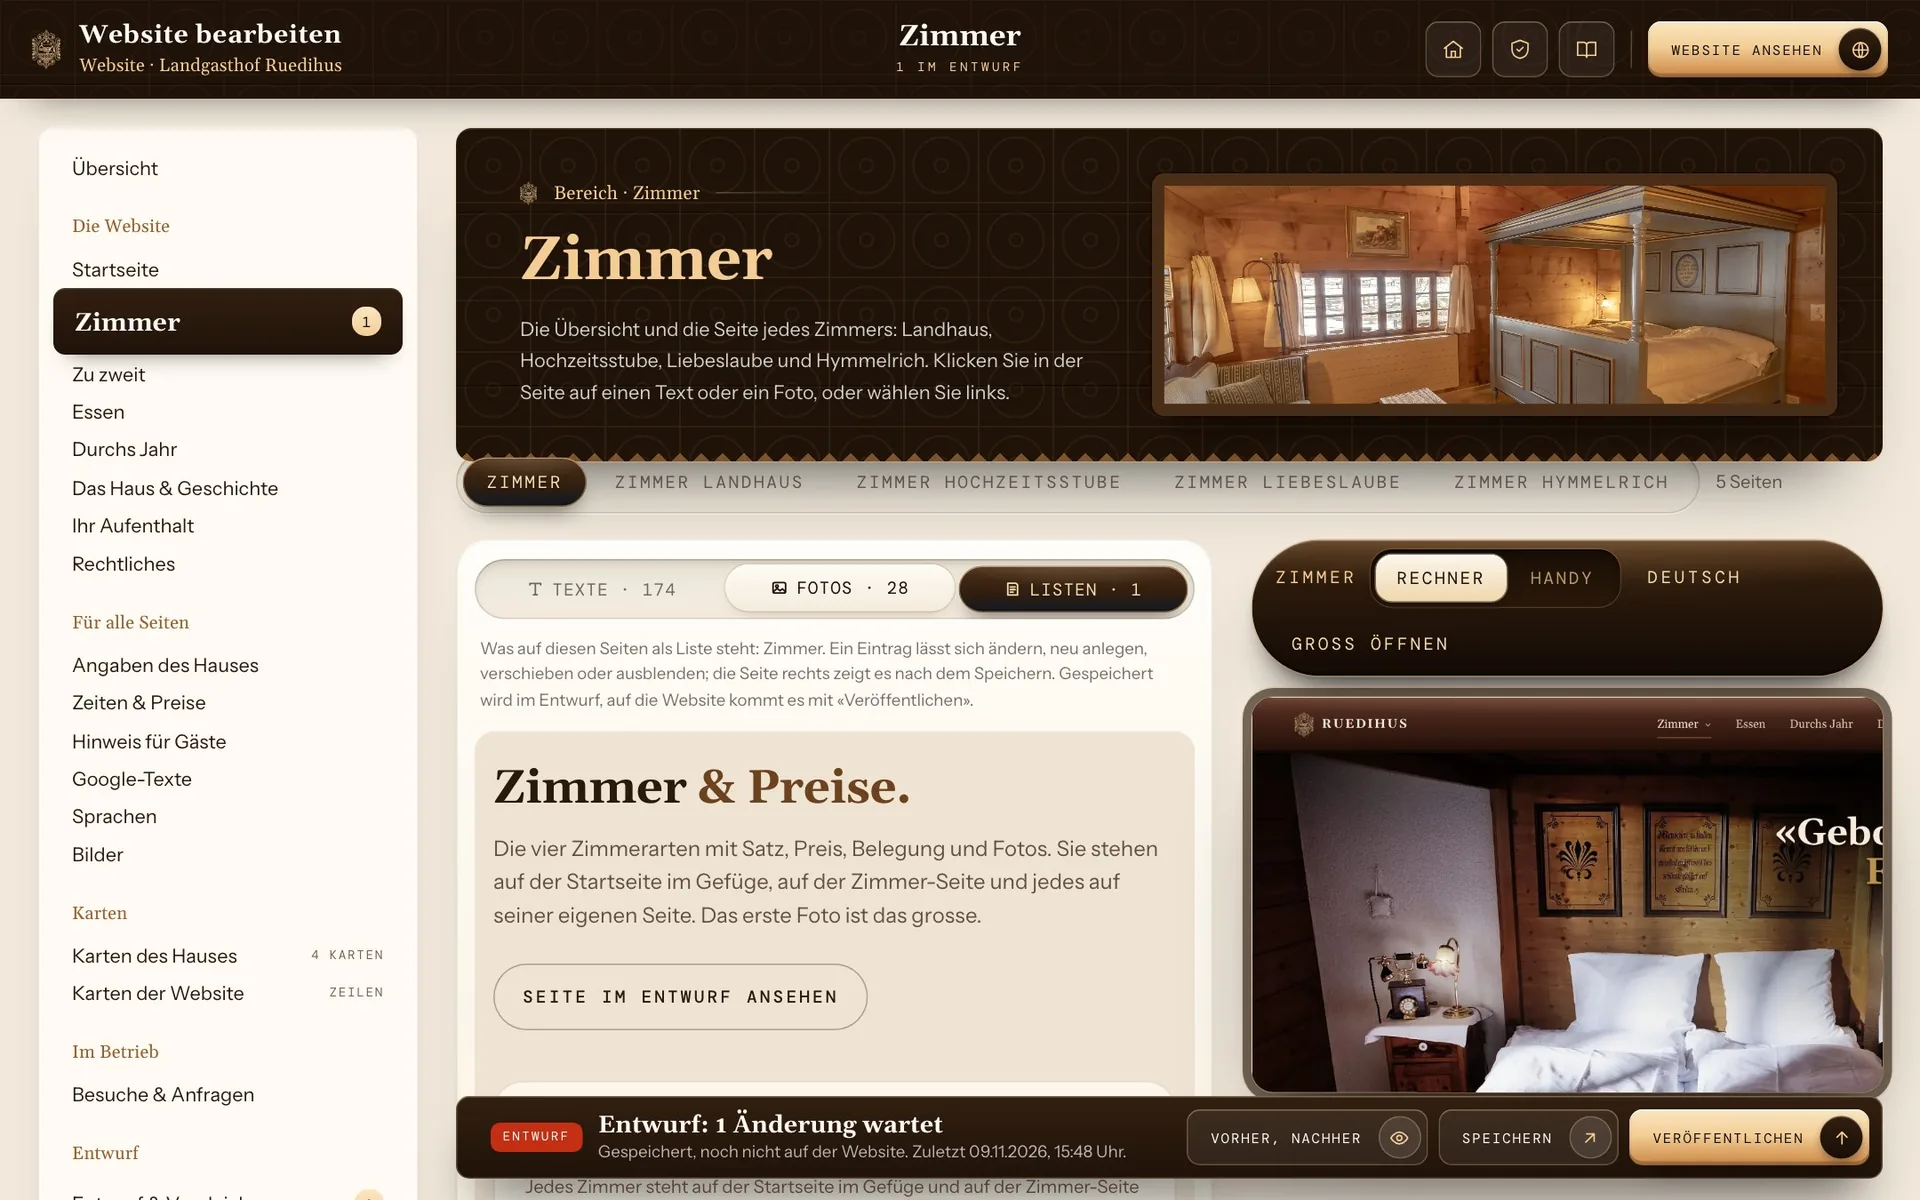 Website bearbeiten
Website · Landgasthof Ruedihus
Zimmer
1 IM ENTWURF
WEBSITE ANSEHEN
Übersicht
Die Website
Startseite
Zimmer 1
Zu zweit
Essen
Durchs Jahr
Das Haus & Geschichte
Ihr Aufenthalt
Rechtliches
Für alle Seiten
Angaben des Hauses
Zeiten & Preise
Hinweis für Gäste
Google-Texte
Sprachen
Bilder
Karten
Karten des Hauses 4 KARTEN
Karten der Website ZEILEN
Im Betrieb
Besuche & Anfragen
Entwurf
Bereich · Zimmer
Zimmer
Die Übersicht und die Seite jedes Zimmers: Landhaus,
Hochzeitsstube, Liebeslaube und Hymmelrich. Klicken Sie in der
Seite auf einen Text oder ein Foto, oder wählen Sie links.
ZIMMER ZIMMER LANDHAUS ZIMMER HOCHZEITSSTUBE ZIMMER LIEBESLAUBE ZIMMER HYMMELRICH 5 Seiten
TEXTE · 174 FOTOS · 28 LISTEN · 1
Was auf diesen Seiten als Liste steht: Zimmer. Ein Eintrag lässt sich ändern, neu anlegen,
verschieben oder ausblenden; die Seite rechts zeigt es nach dem Speichern. Gespeichert
wird im Entwurf, auf die Website kommt es mit «Veröffentlichen».
Zimmer & Preise.
Die vier Zimmerarten mit Satz, Preis, Belegung und Fotos. Sie stehen
auf der Startseite im Gefüge, auf der Zimmer-Seite und jedes auf
seiner eigenen Seite. Das erste Foto ist das grosse.
SEITE IM ENTWURF ANSEHEN
ZIMMER RECHNER HANDY DEUTSCH
GROSS ÖFFNEN
RUEDIHUS Zimmer Essen Durchs Jahr
«Gebo
F
ENTWURF
Entwurf: 1 Änderung wartet
Gespeichert, noch nicht auf der Website. Zuletzt 09.11.2026, 15:48 Uhr.
VORHER, NACHHER SPEICHERN VERÖFFENTLICHEN
Jedes Zimmer steht auf der Startseite im Gefüge und auf der Zimmer-Seite